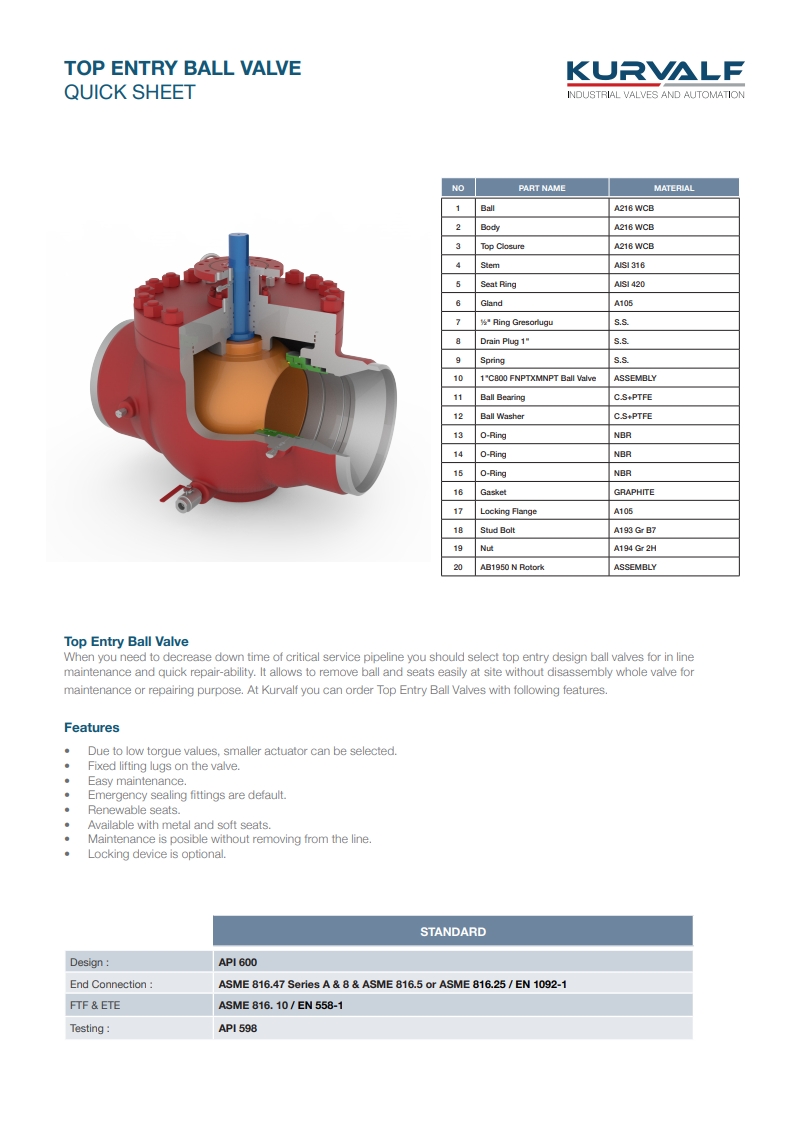 TOP ENTRY BALL VALVE
QUICK SHEET
KURVALF
INDUSTRIAL VALVES AND AUTOMATION
NO PART NAME MATERIAL
1 Ball A216 WCB
2 Body A216 WCB
3 Top Closure A216 WCB
4 Stem AISI 316
5 Seat Ring AISI 420
6 Gland A105
7 ½" Ring Gresorlugu S.S.
8 Drain Plug 1" S.S.
9 Spring S.S.
10 1"C800 FNPTXMNPT Ball Valve ASSEMBLY
11 Ball Bearing C.S+PTFE
12 Ball Washer C.S+PTFE
13 O-Ring NBR
14 O-Ring NBR
15 O-Ring NBR
16 Gasket GRAPHITE
17 Locking Flange A105
18 Stud Bolt A193 Gr B7
19 Nut A194 Gr 2H
20 AB1950 N Rotork ASSEMBLY
Top Entry Ball Valve
When you need to decrease down time of critical service pipeline you should select top entry design ball valves for in line
maintenance and quick repair-ability. It allows to remove ball and seats easily at site without disassembly whole valve for
maintenance or repairing purpose. At Kurvalf you can order Top Entry Ball Valves with following features.
Features
• Due to low torgue values, smaller actuator can be selected.
• Fixed lifting lugs on the valve.
• Easy maintenance.
• Emergency sealing fittings are default.
• Renewable seats.
• Available with metal and soft seats.
• Maintenance is posible without removing from the line.
• Locking device is optional.
STANDARD
Design : API 600
End Connection : ASME 816.47 Series A & 8 & ASME 816.5 or ASME 816.25 / EN 1092-1
FTF & ETE ASME 816. 10 / EN 558-1
Testing : API 598